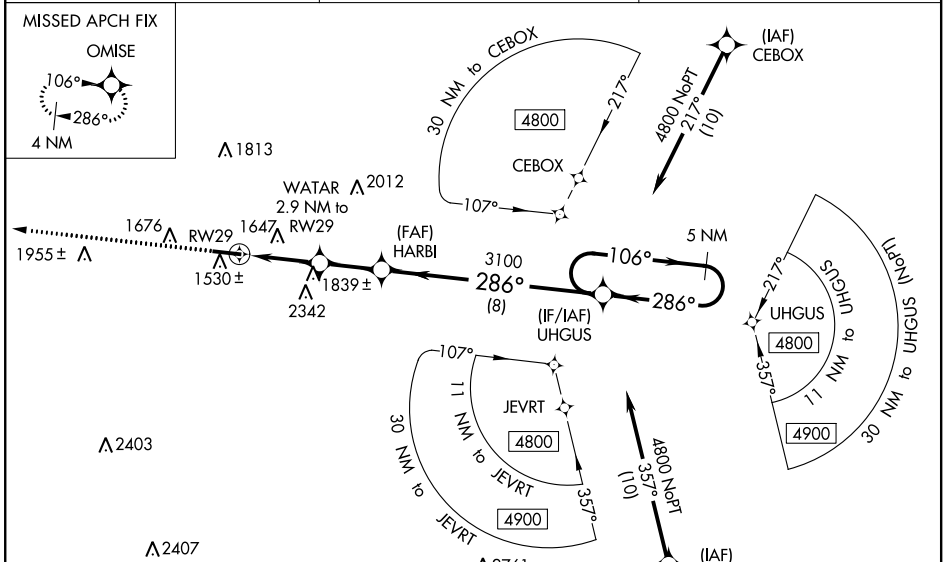 MISSED APCH FIX
OMISE
106°
286°
4 NM
1813
30 NM to CEBOX
4800
217°
CEBOX
107°
(IAF)
CEBOX
4800 NoPT
217°
(10)
WATAR
2.9 NM to
RW29
2012
1676
RW29
1647
1955 ±
1530 ±
1839 ±
2342
(FAF)
HARBI
3100
286°
(8)
106°
5 NM
286°
(IF/IAF)
UHGUS
217°
UHGUS
4800
357°
11 NM to UHGUS
4900
30 NM to UHGUS (NoPT)
107°
JEVRT
4800
11 NM to JEVRT
357°
4900
30 NM to JEVRT
4800 NoPT
357°
(10)
2403
2407
(IAF)